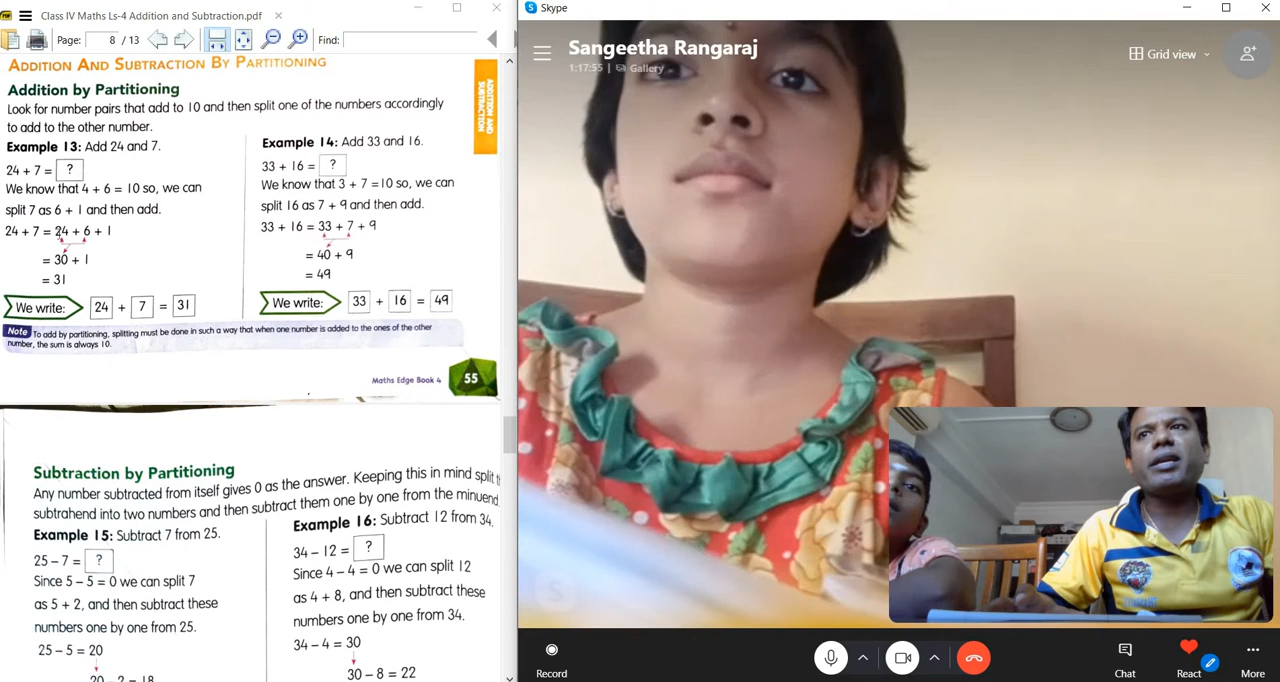 Class IV Maths Ls-4 Addition and Subtraction.pdf
Page: 8 / 13
Find:
ADDITION AND SUBTRACTION BY PARTITIONING
Addition by Partitioning
Look for number pairs that add to 10 and then split one of the numbers accordingly
to add to the other number.
Example 13: Add 24 and 7.
24 + 7 = ?
We know that 4 + 6 = 10 so, we can
split 7 as 6 + 1 and then add.
24 + 7 = 24 + 6 + 1
= 30 + 1
= 31
We write: 24 + 7 = 31
Example 14: Add 33 and 16.
33 + 16 = ?
We know that 3 + 7 = 10 so, we can
split 16 as 7 + 9 and then add.
33 + 16 = 33 + 7 + 9
= 40 + 9
= 49
We write: 33 + 16 = 49
Note To add by partitioning, splitting must be done in such a way that when one number is added to the ones of the other
number, the sum is always 10.
ADDITION AND
SUBTRACTION
Maths Edge Book 4 55
Subtraction by Partitioning
Any number subtracted from itself gives 0 as the answer. Keeping this in mind split
subtrahend into two numbers and then subtract them one by one from the minuend
Example 15: Subtract 7 from 25.
25 – 7 = ?
Since 5 – 5 = 0 we can split 7
as 5 + 2, and then subtract these
numbers one by one from 25.
25 – 5 = 20
20 – 2 = 18
Example 16: Subtract 12 from 34.
34 – 12 = ?
Since 4 – 4 = 0 we can split 12
as 4 + 8, and then subtract these
numbers one by one from 34.
34 – 4 = 30
30 – 8 = 22
Skype
Sangeetha Rangaraj
1:17:55 | Gallery
Grid view
Record
Chat
React
More